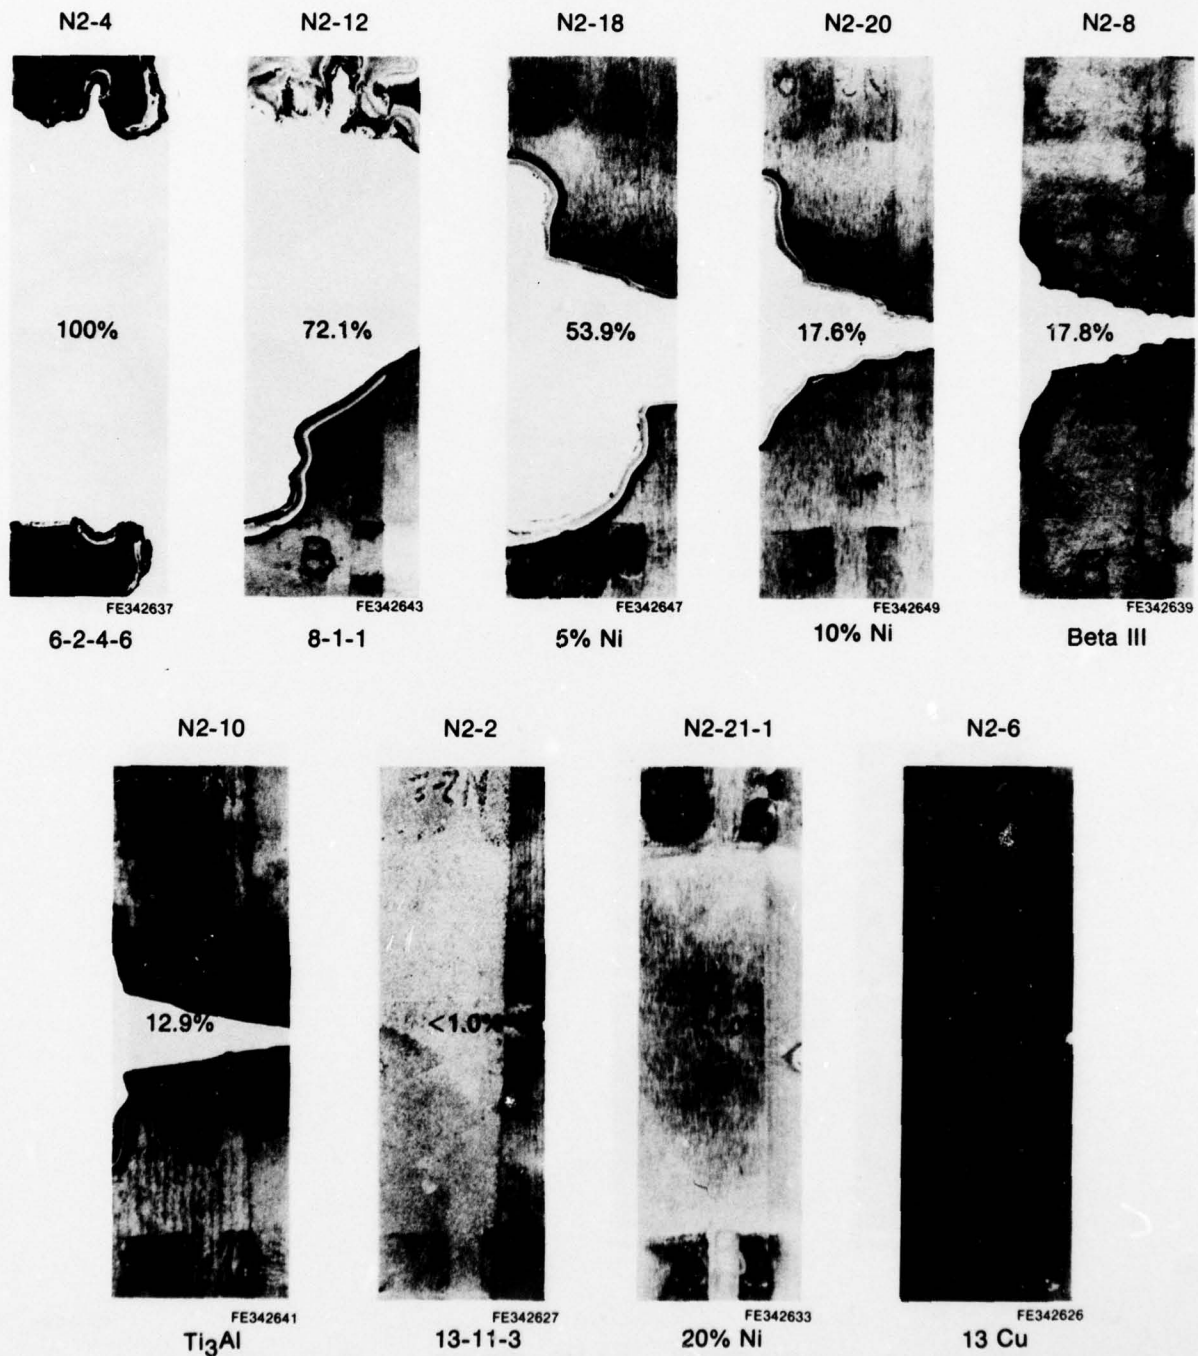 N2-4 N2-12 N2-18 N2-20 N2-8
100% 72.1% 53.9% 17.6% 17.8%
FE342637 FE342643 FE342647 FE342649 FE342639
6-2-4-6 8-1-1 5% Ni 10% Ni Beta III
N2-10 N2-2 N2-21-1 N2-6
12.9% <1.0%
FE342641 FE342627 FE342633 FE342626
Ti₃Al 13-11-3 20% Ni 13 Cu